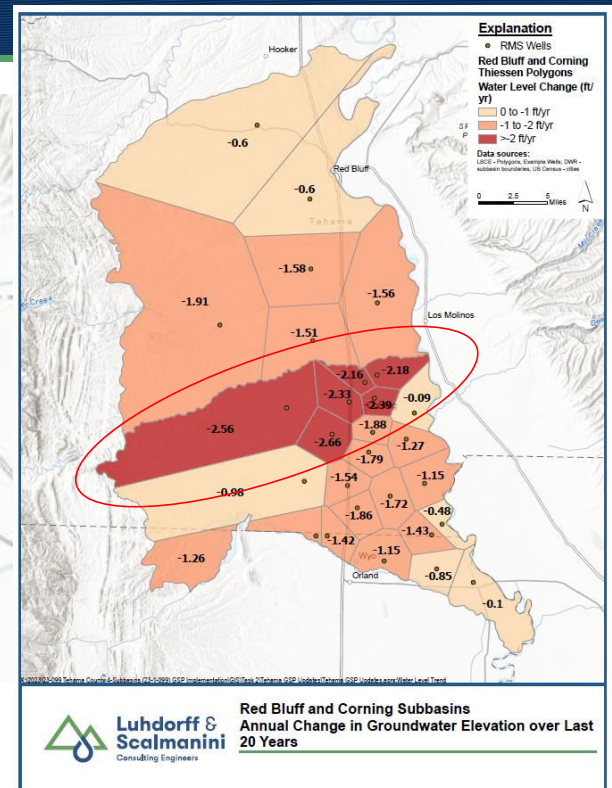 Explanation
RMS Wells
Red Bluff and Corning
Thiessen Polygons
Water Level Change (ft/
yr)
0 to -1 ft/yr
-1 to -2 ft/yr
>-2 ft/yr
Data sources:
LSCE - Polygons, Example Wells; DWR -
subbasin boundaries; US Census - cities
0 2.5 5
Miles
N
Hooker
-0.6
Red Bluff
-0.6
Tehama
-1.58
-1.91
-1.56
Los Molinos
-1.51
-2.16
-2.18
-2.33
-2.39
-0.09
-2.56
-1.88
-2.66
-1.27
-1.79
-1.54
-1.15
-0.98
-1.72
-0.48
-1.86
-1.43
-1.42
-1.15
-1.26
Orland
-0.85
-0.1
Luhdorff &
Scalmanini
Consulting Engineers
Red Bluff and Corning Subbasins
Annual Change in Groundwater Elevation over Last
20 Years